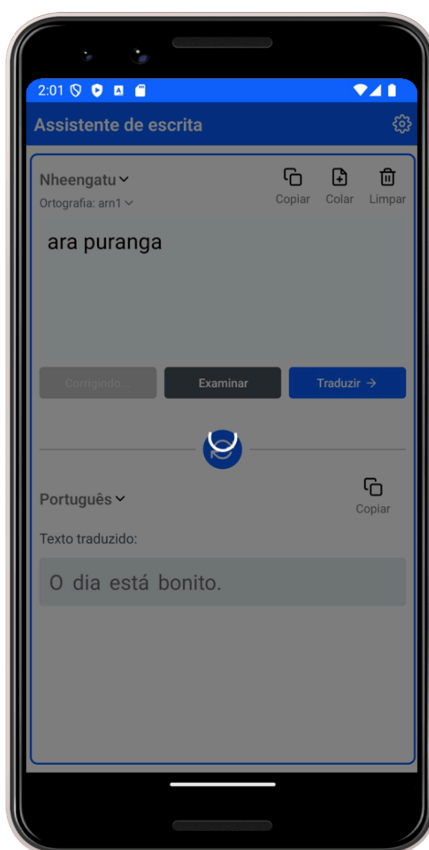 2:01
Assistente de escrita
Nheengatu
Ortografia: arn1
Copiar Colar Limpar
ara puranga
Corrigindo... Examinar Traduzir →
Português
Copiar
Texto traduzido:
O dia está bonito.